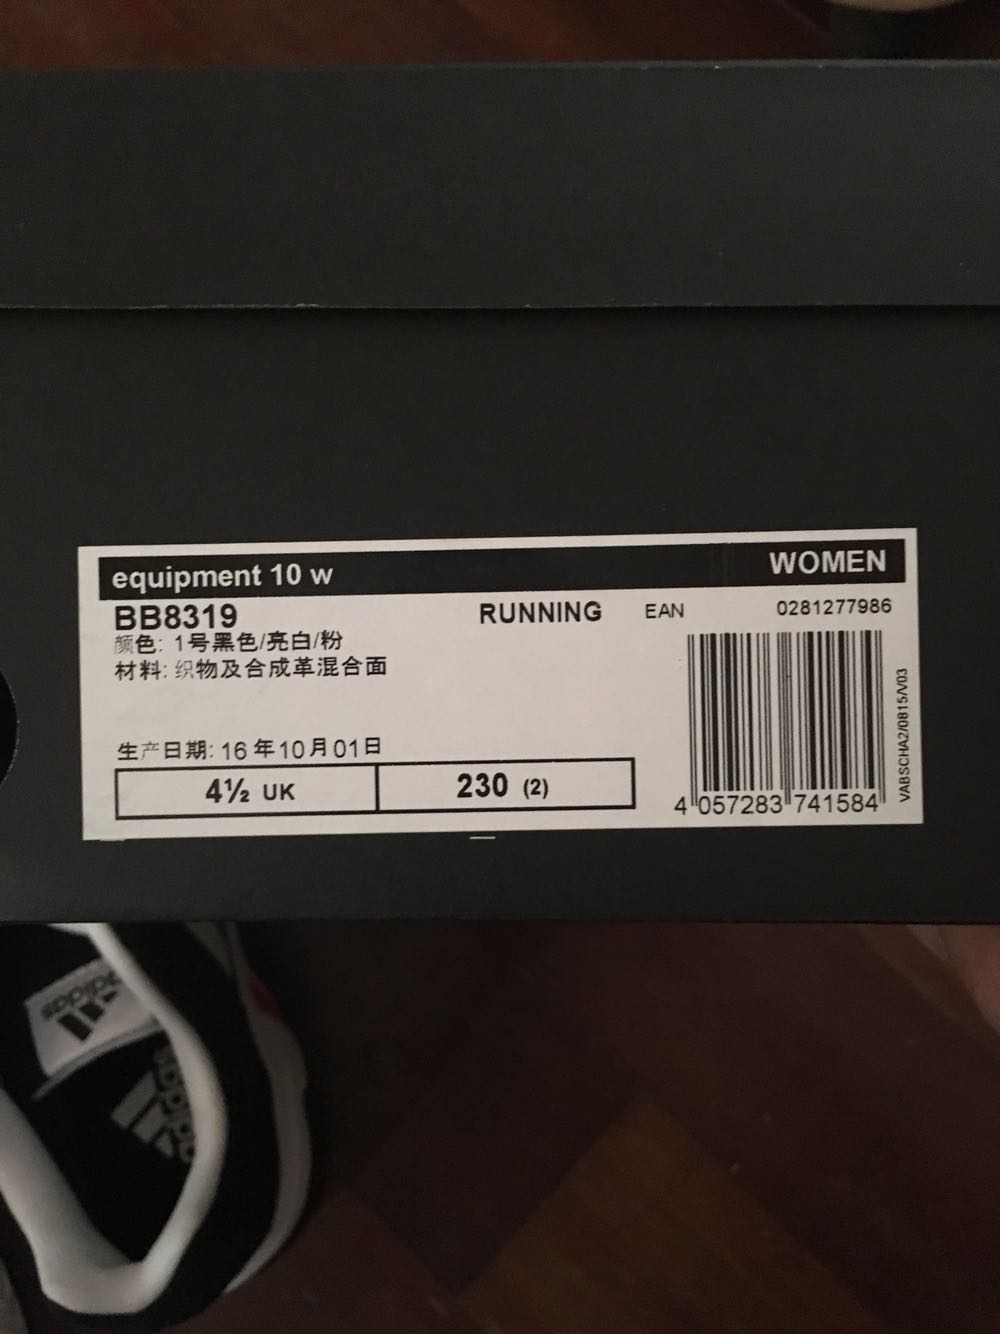 equipment 10 w WOMEN
BB8319 RUNNING EAN 0281277986
颜色: 1号黑色/亮白/粉
材料: 织物及合成革混合面
生产日期: 16年10月01日
4½ UK 230 (2)
4 057283 741584
VABSCHA2/0815/V03
adidas
adidas